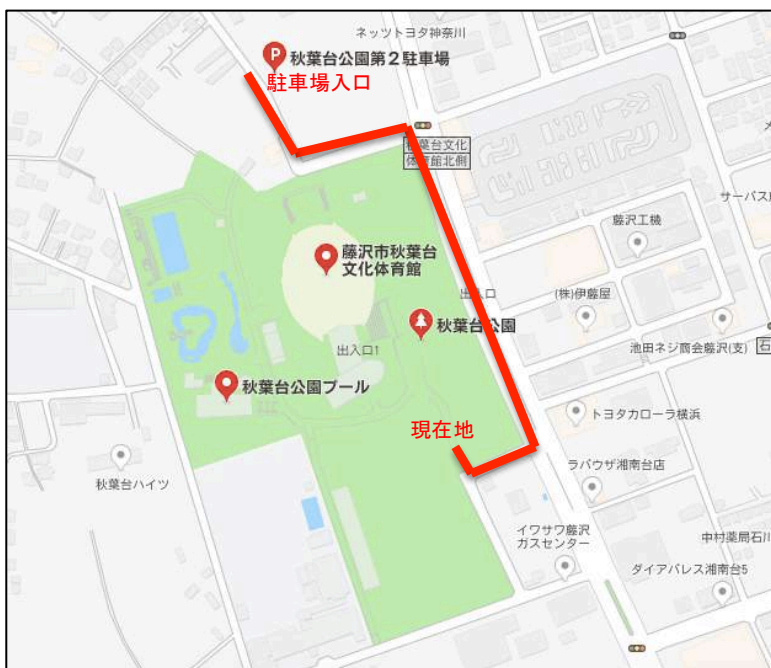 ネッツトヨタ神奈川
P
秋葉台公園第2駐車場
駐車場入口
秋葉台文化
体育館北側
サーバス
藤沢工機
藤沢市秋葉台
文化体育館
出入口
(株)伊藤屋
秋葉台公園
出入口1
池田ネジ商会藤沢(支)
石
秋葉台公園プール
トヨタカローラ横浜
現在地
ラバウザ湘南台店
秋葉台ハイツ
イワサワ藤沢
ガスセンター
中村薬局石川
ダイアパレス湘南台5